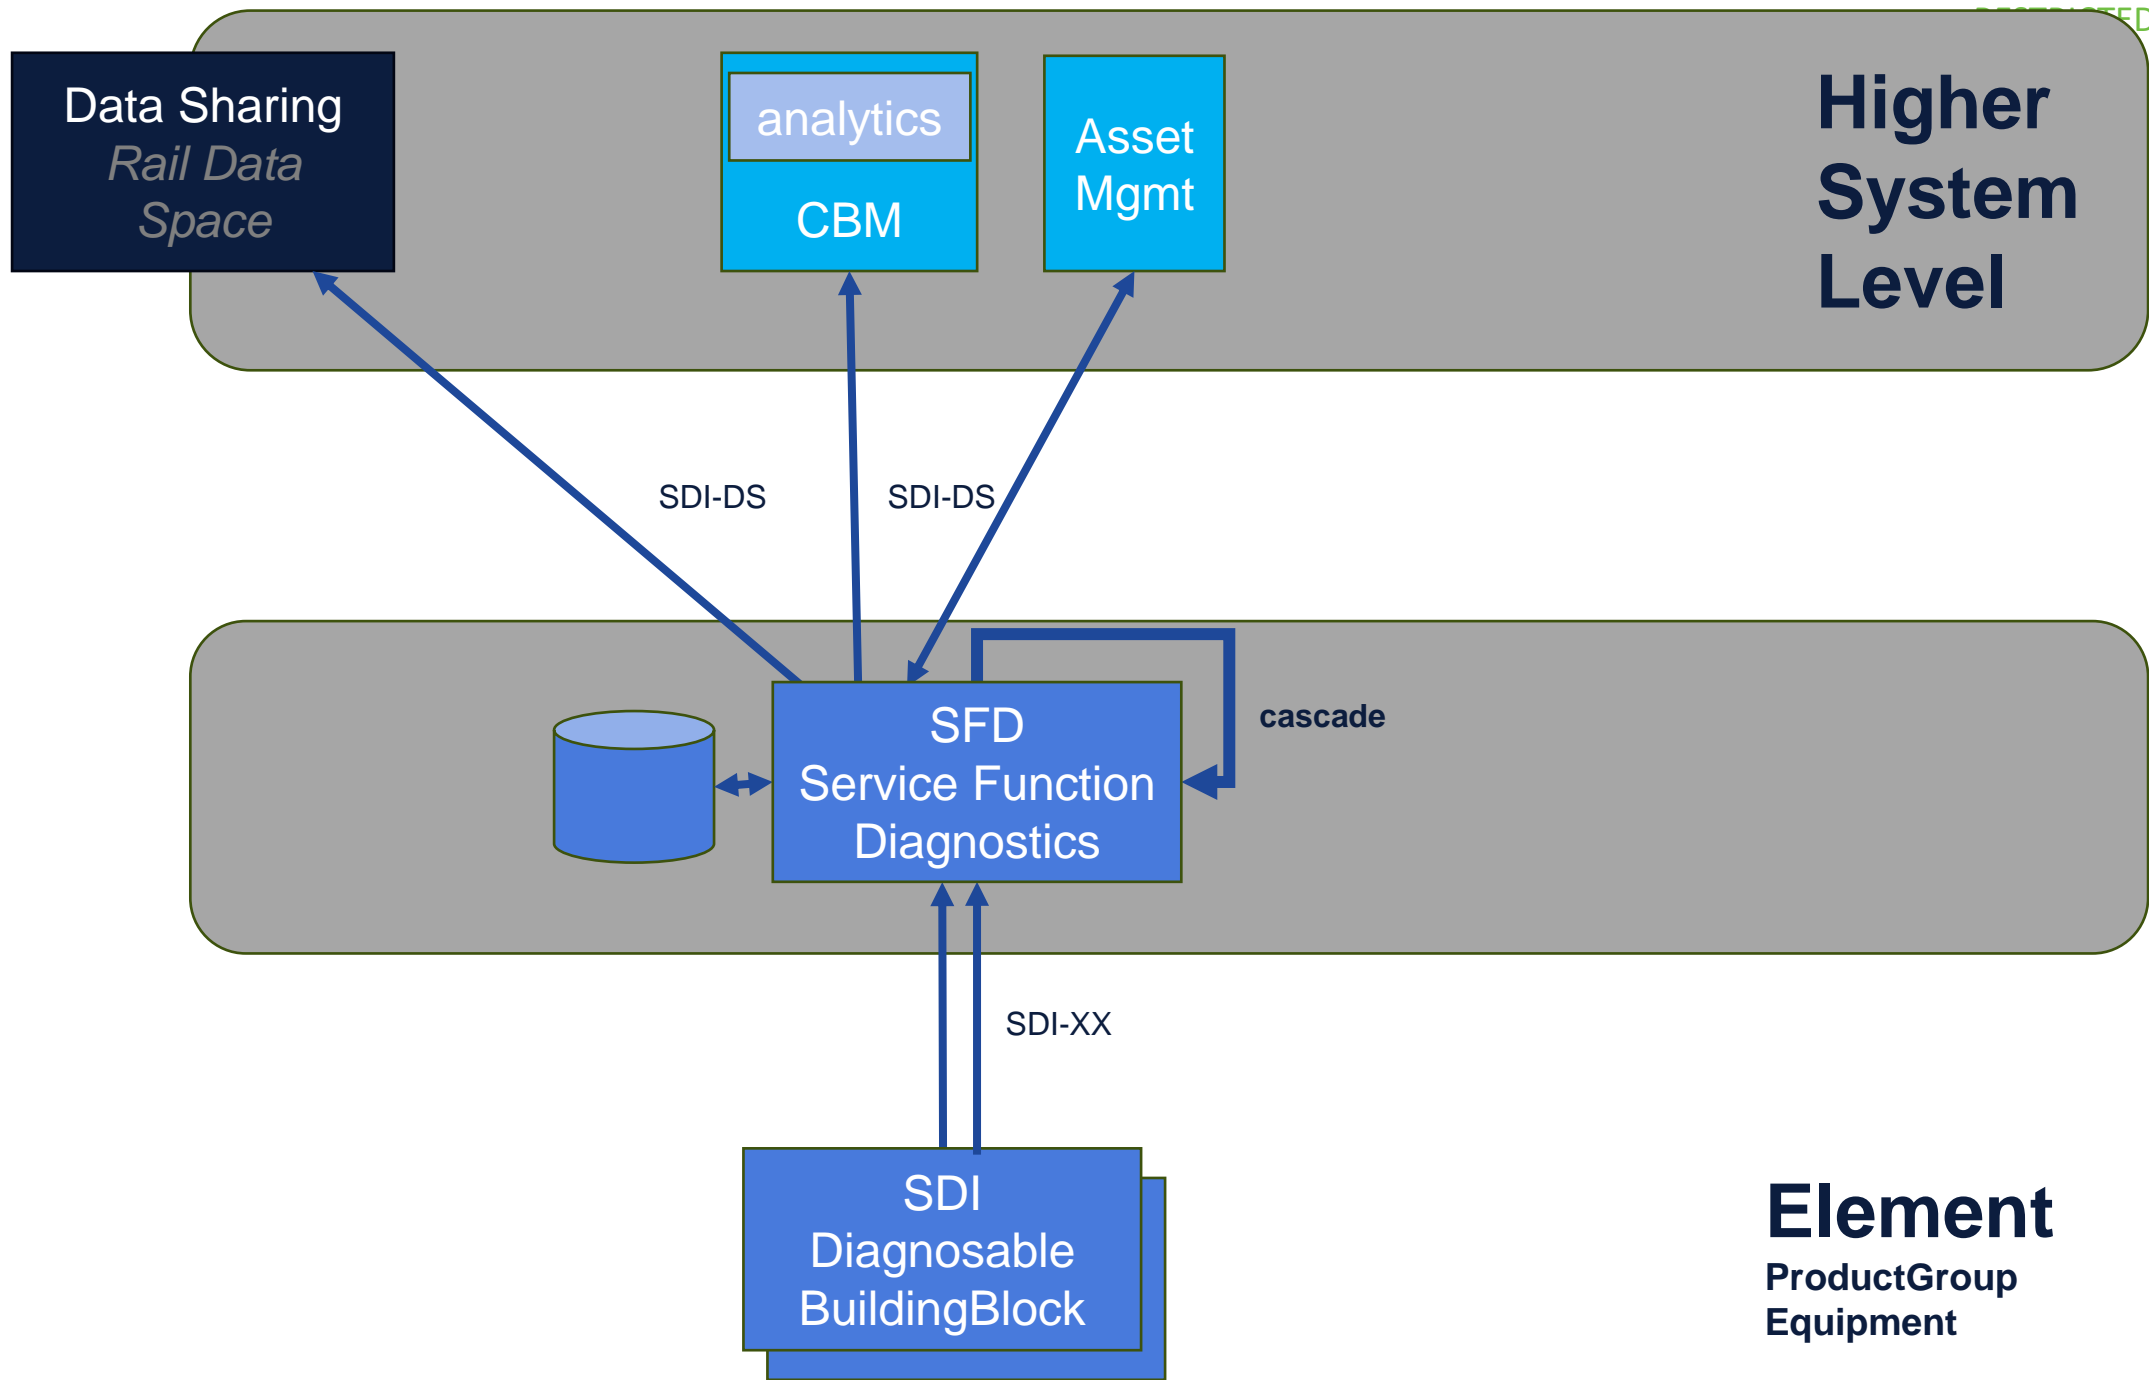 Data Sharing
Rail Data
Space
analytics
CBM
Asset
Mgmt
Higher
System
Level
SDI-DS
SDI-DS
SFD
Service Function
Diagnostics
cascade
SDI-XX
SDI
Diagnosable
BuildingBlock
Element
ProductGroup
Equipment